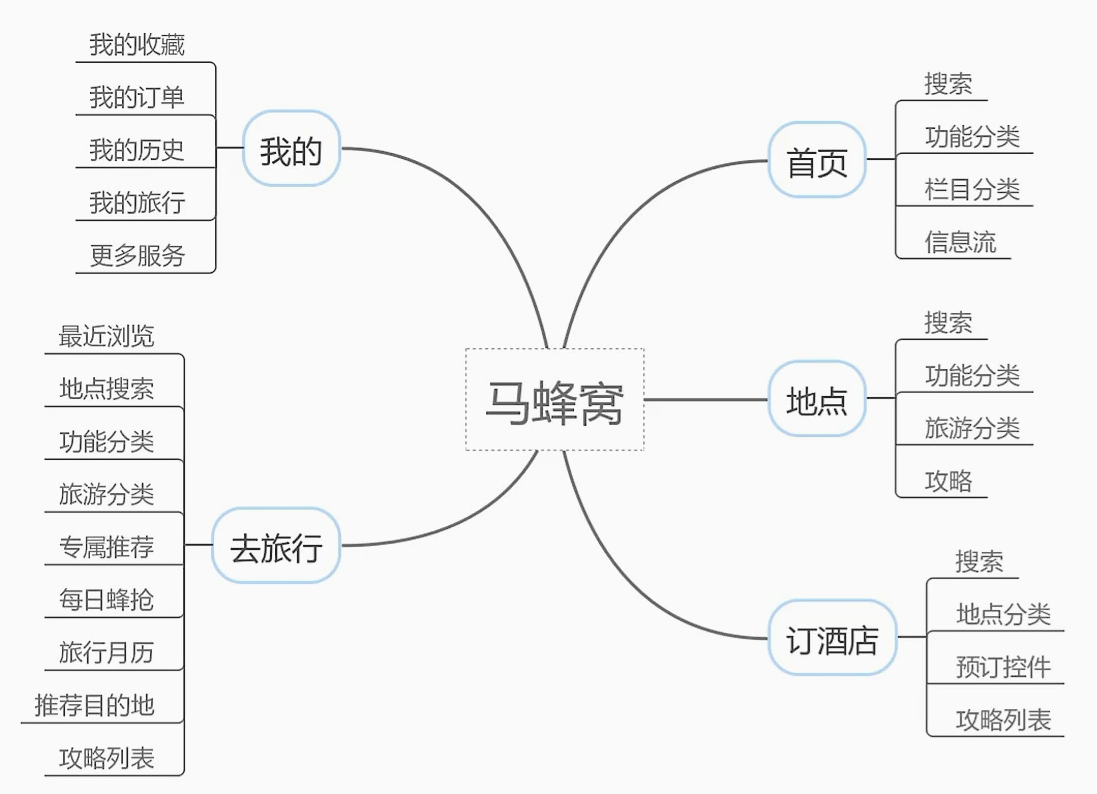 马蜂窝
首页
搜索
功能分类
栏目分类
信息流
地点
搜索
功能分类
旅游分类
攻略
订酒店
搜索
地点分类
预订控件
攻略列表
我的
我的收藏
我的订单
我的历史
我的旅行
更多服务
去旅行
最近浏览
地点搜索
功能分类
旅游分类
专属推荐
每日蜂抢
旅行月历
推荐目的地
攻略列表